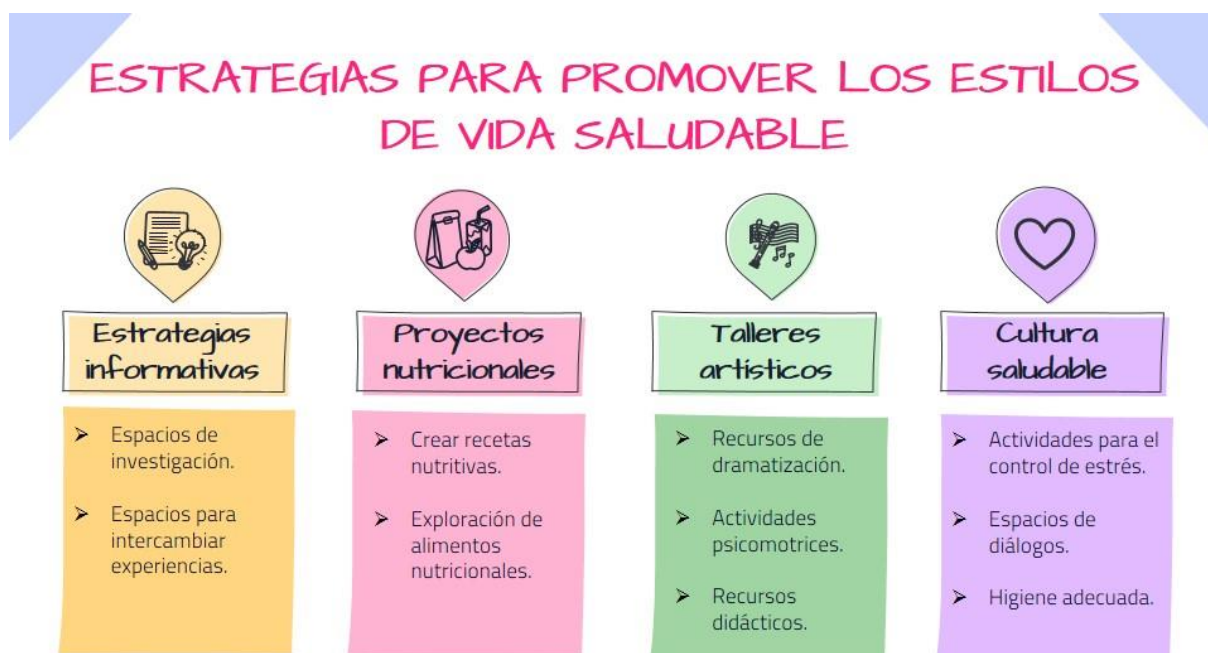 ESTRATEGIAS PARA PROMOVER LOS ESTILOS
DE VIDA SALUDABLE
Estrategias
informativas
➤ Espacios de
investigación.
➤ Espacios para
intercambiar
experiencias.
Proyectos
nutricionales
➤ Crear recetas
nutritivas.
➤ Exploración de
alimentos
nutricionales.
Talleres
artísticos
➤ Recursos de
dramatización.
➤ Actividades
psicomotrices.
➤ Recursos
didácticos.
Cultura
saludable
➤ Actividades para el
control de estrés.
➤ Espacios de
diálogos.
➤ Higiene adecuada.